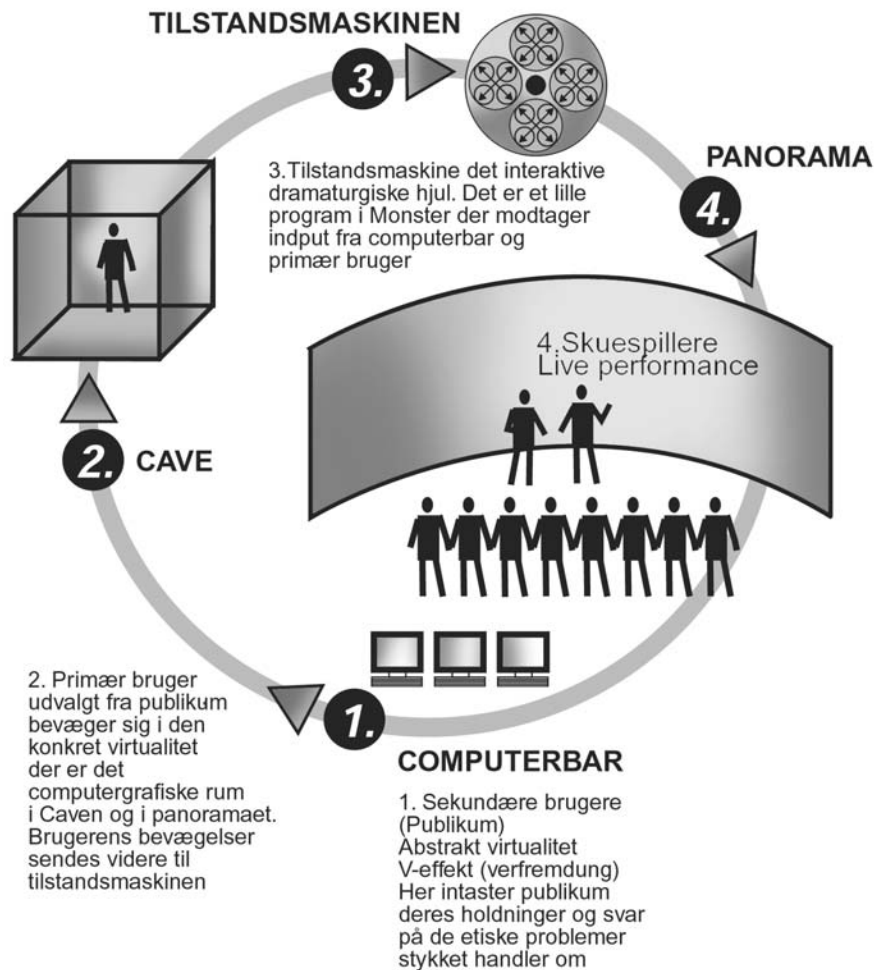 TILSTANDSMASKINEN
3.
3.Tilstandsmaskine det interaktive
dramaturgiske hjul. Det er et lille
program i Monster der modtager
indput fra computerbar og
primær bruger
PANORAMA
4.
4.Skuespillere
Live performance
2.
CAVE
2. Primær bruger
udvalgt fra publikum
bevæger sig i den
konkret virtualitet
der er det
computergrafiske rum
i Caven og i panoramaet.
Brugerens bevægelser
sendes videre til
tilstandsmaskinen
1.
COMPUTERBAR
1. Sekundære brugere
(Publikum)
Abstrakt virtualitet
V-effekt (verfremdung)
Her intaster publikum
deres holdninger og svar
på de etiske problemer
stykket handler om